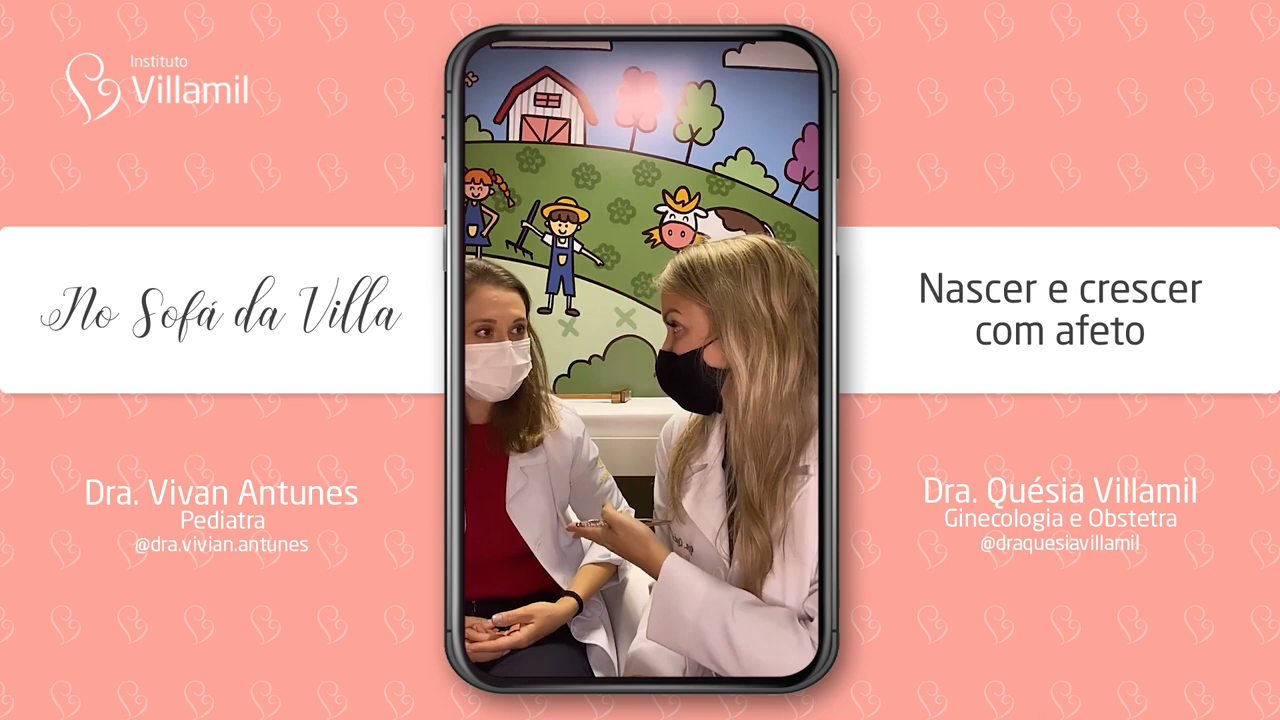 Instituto
Villamil
No Sofá da Villa
Nascer e crescer
com afeto
Dra. Vivan Antunes
Pediatra
@dra.vivian.antunes
Dra. Quésia Villamil
Ginecologia e Obstetra
@draquesiavillamil